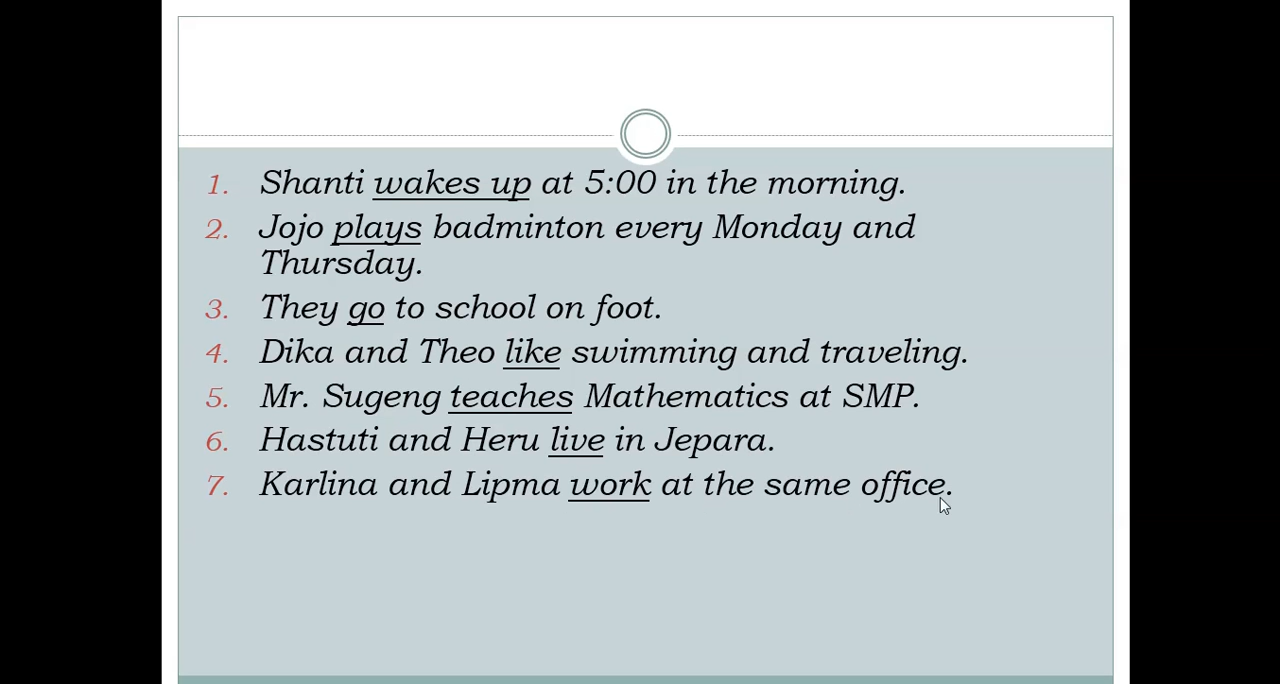 1. Shanti wakes up at 5:00 in the morning.
2. Jojo plays badminton every Monday and
Thursday.
3. They go to school on foot.
4. Dika and Theo like swimming and traveling.
5. Mr. Sugeng teaches Mathematics at SMP.
6. Hastuti and Heru live in Jepara.
7. Karlina and Lipma work at the same office.